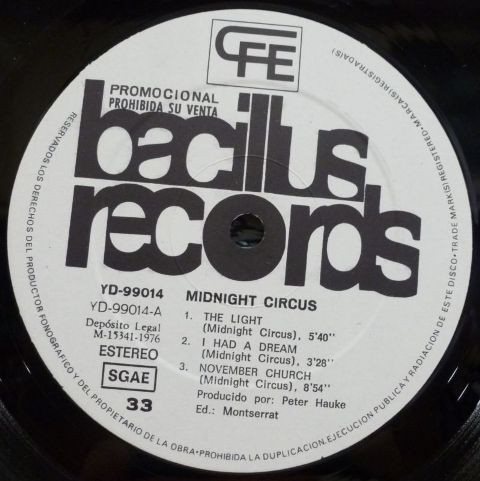 CFE
PROMOCIONAL
PROHIBIDA SU VENTA
bacillus
records
YD-99014 MIDNIGHT CIRCUS
YD-99014-A
Depósito Legal
M-15341-1976
ESTEREO
SGAE
33
1. THE LIGHT
(Midnight Circus), 5'40"
2. I HAD A DREAM
(Midnight Circus), 3'28"
3. NOVEMBER CHURCH
(Midnight Circus), 8'54"
Producido por: Peter Hauke
Ed.: Montserrat
RESERVADOS LOS DERECHOS DEL PRODUCTOR FONOGRAFICO Y DEL PROPIETARIO DE LA OBRA·PROHIBIDA LA DUPLICACION, EJECUCION PUBLICA Y RADIACION DE ESTE DISCO·TRADE MARK(S) REGISTERED-MARCA(S) REGISTRADA(S)